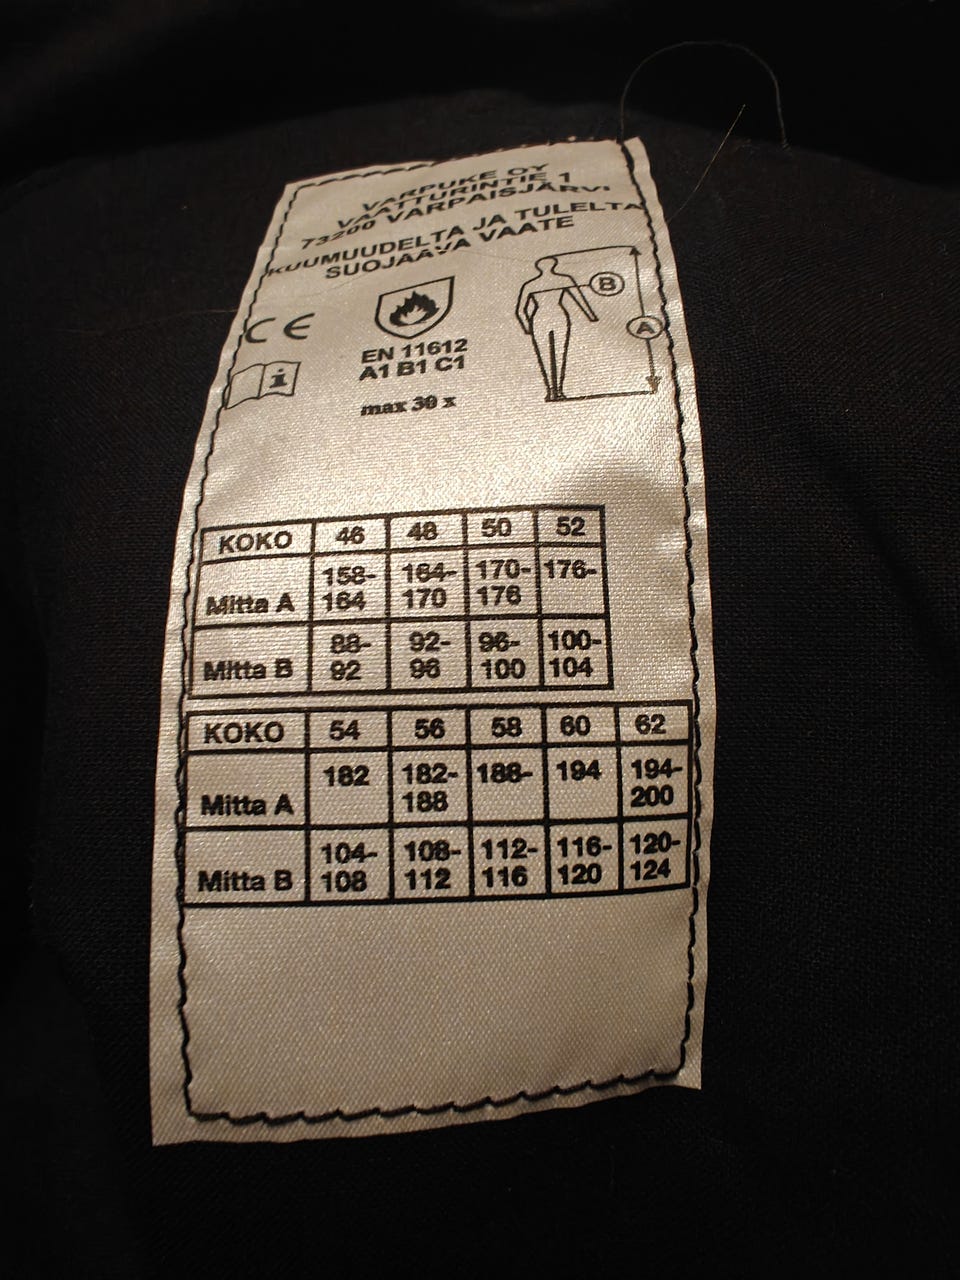 VARPUKE OY
VAATTURINTIE 1
73200 VARPAISJÄRVI
KUUMUUDELTA JA TULELTA
SUOJAAVA VAATE
B
A
CE
EN 11612
A1 B1 C1
i
max 30 x
KOKO 46 48 50 52
Mitta A 158-164 164-170 170-176 176-
Mitta B 88-92 92-96 96-100 100-104
KOKO 54 56 58 60 62
Mitta A 182 182-188 188- 194 194-200
Mitta B 104-108 108-112 112-116 116-120 120-124